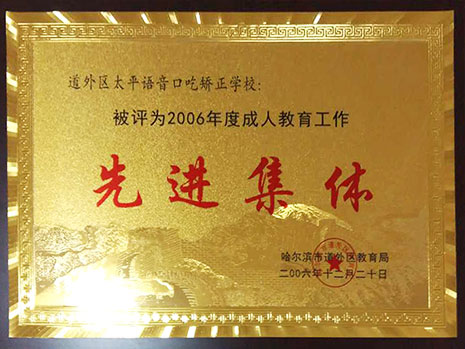 道外区太平语音口吃矫正学校：
被评为2006年度成人教育工作
先进集体
哈尔滨市道外区教育局
二00六年十二月二十日